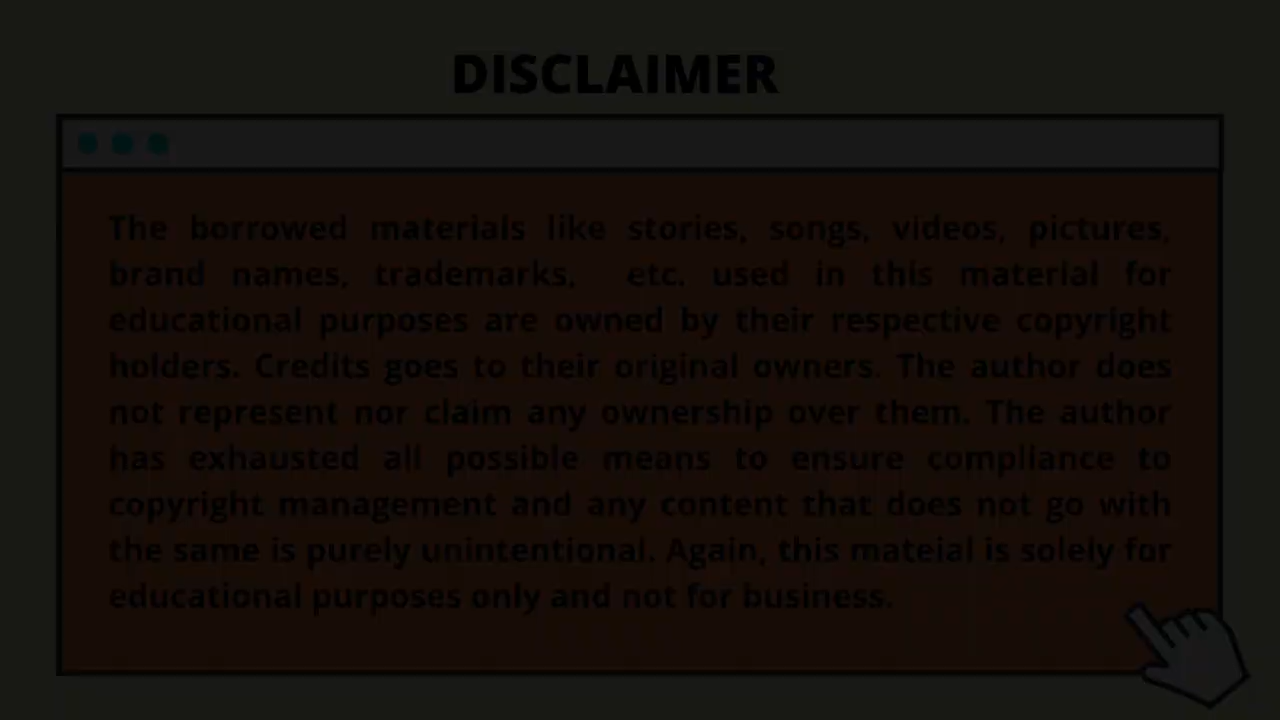 DISCLAIMER
The borrowed materials like stories, songs, videos, pictures,
brand names, trademarks, etc. used in this material for
educational purposes are owned by their respective copyright
holders. Credits goes to their original owners. The author does
not represent nor claim any ownership over them. The author
has exhausted all possible means to ensure compliance to
copyright management and any content that does not go with
the same is purely unintentional. Again, this mateial is solely for
educational purposes only and not for business.